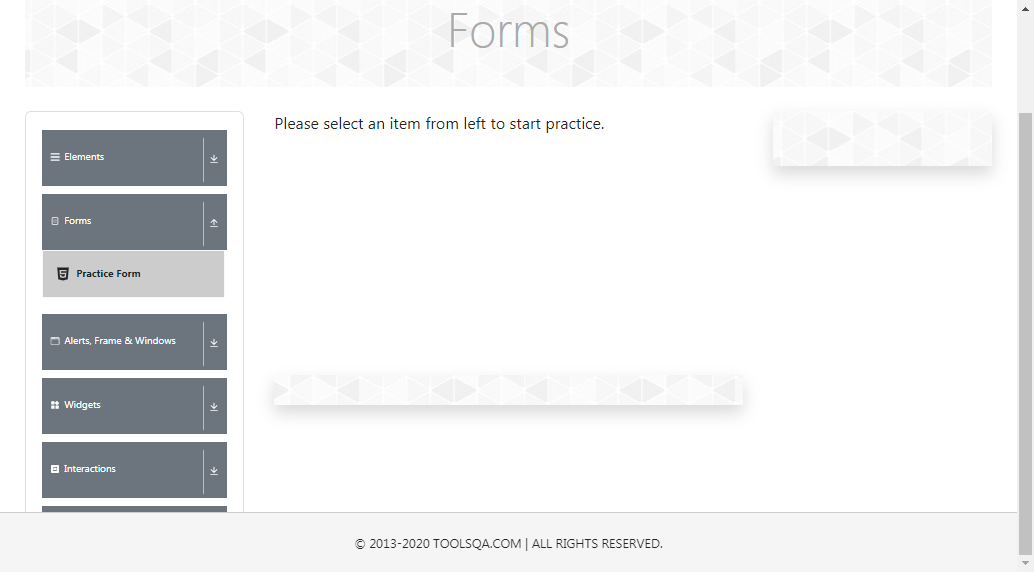 Forms
Please select an item from left to start practice.
Elements
Forms
Practice Form
Alerts, Frame & Windows
Widgets
Interactions
© 2013-2020 TOOLSQA.COM | ALL RIGHTS RESERVED.